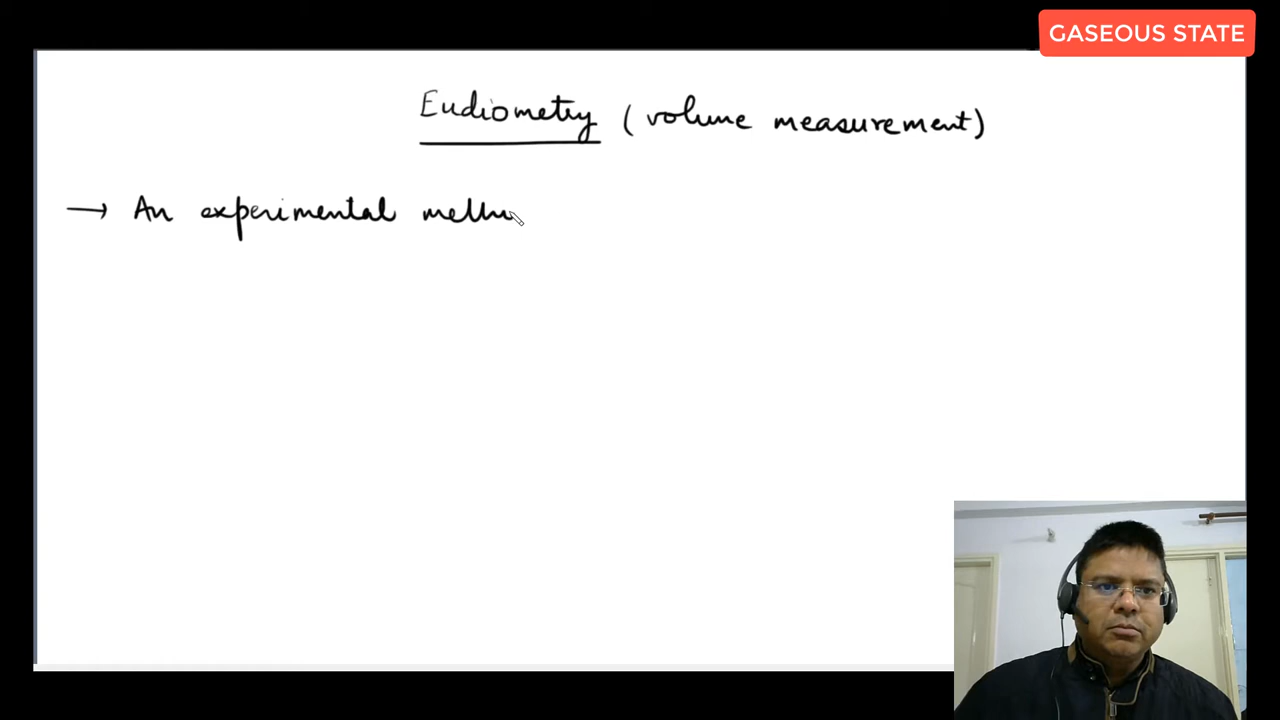 GASEOUS STATE
Eudiometry (volume measurement)
→ An experimental